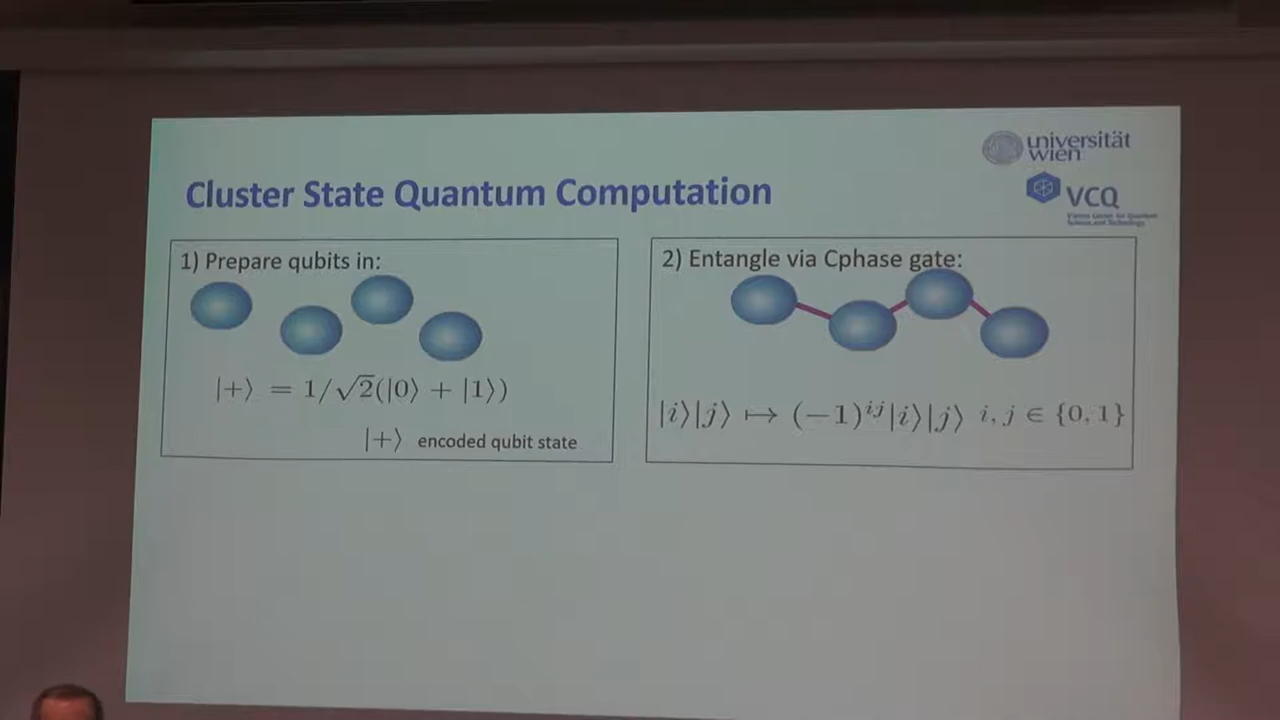 universität
wien
VCQ
Vienna Center for Quantum
Science and Technology
Cluster State Quantum Computation
1) Prepare qubits in:
|+⟩ = 1/√2(|0⟩ + |1⟩)
|+⟩ encoded qubit state
2) Entangle via Cphase gate:
|i⟩|j⟩ ↦ (−1)^{ij}|i⟩|j⟩ i, j ∈ {0, 1}